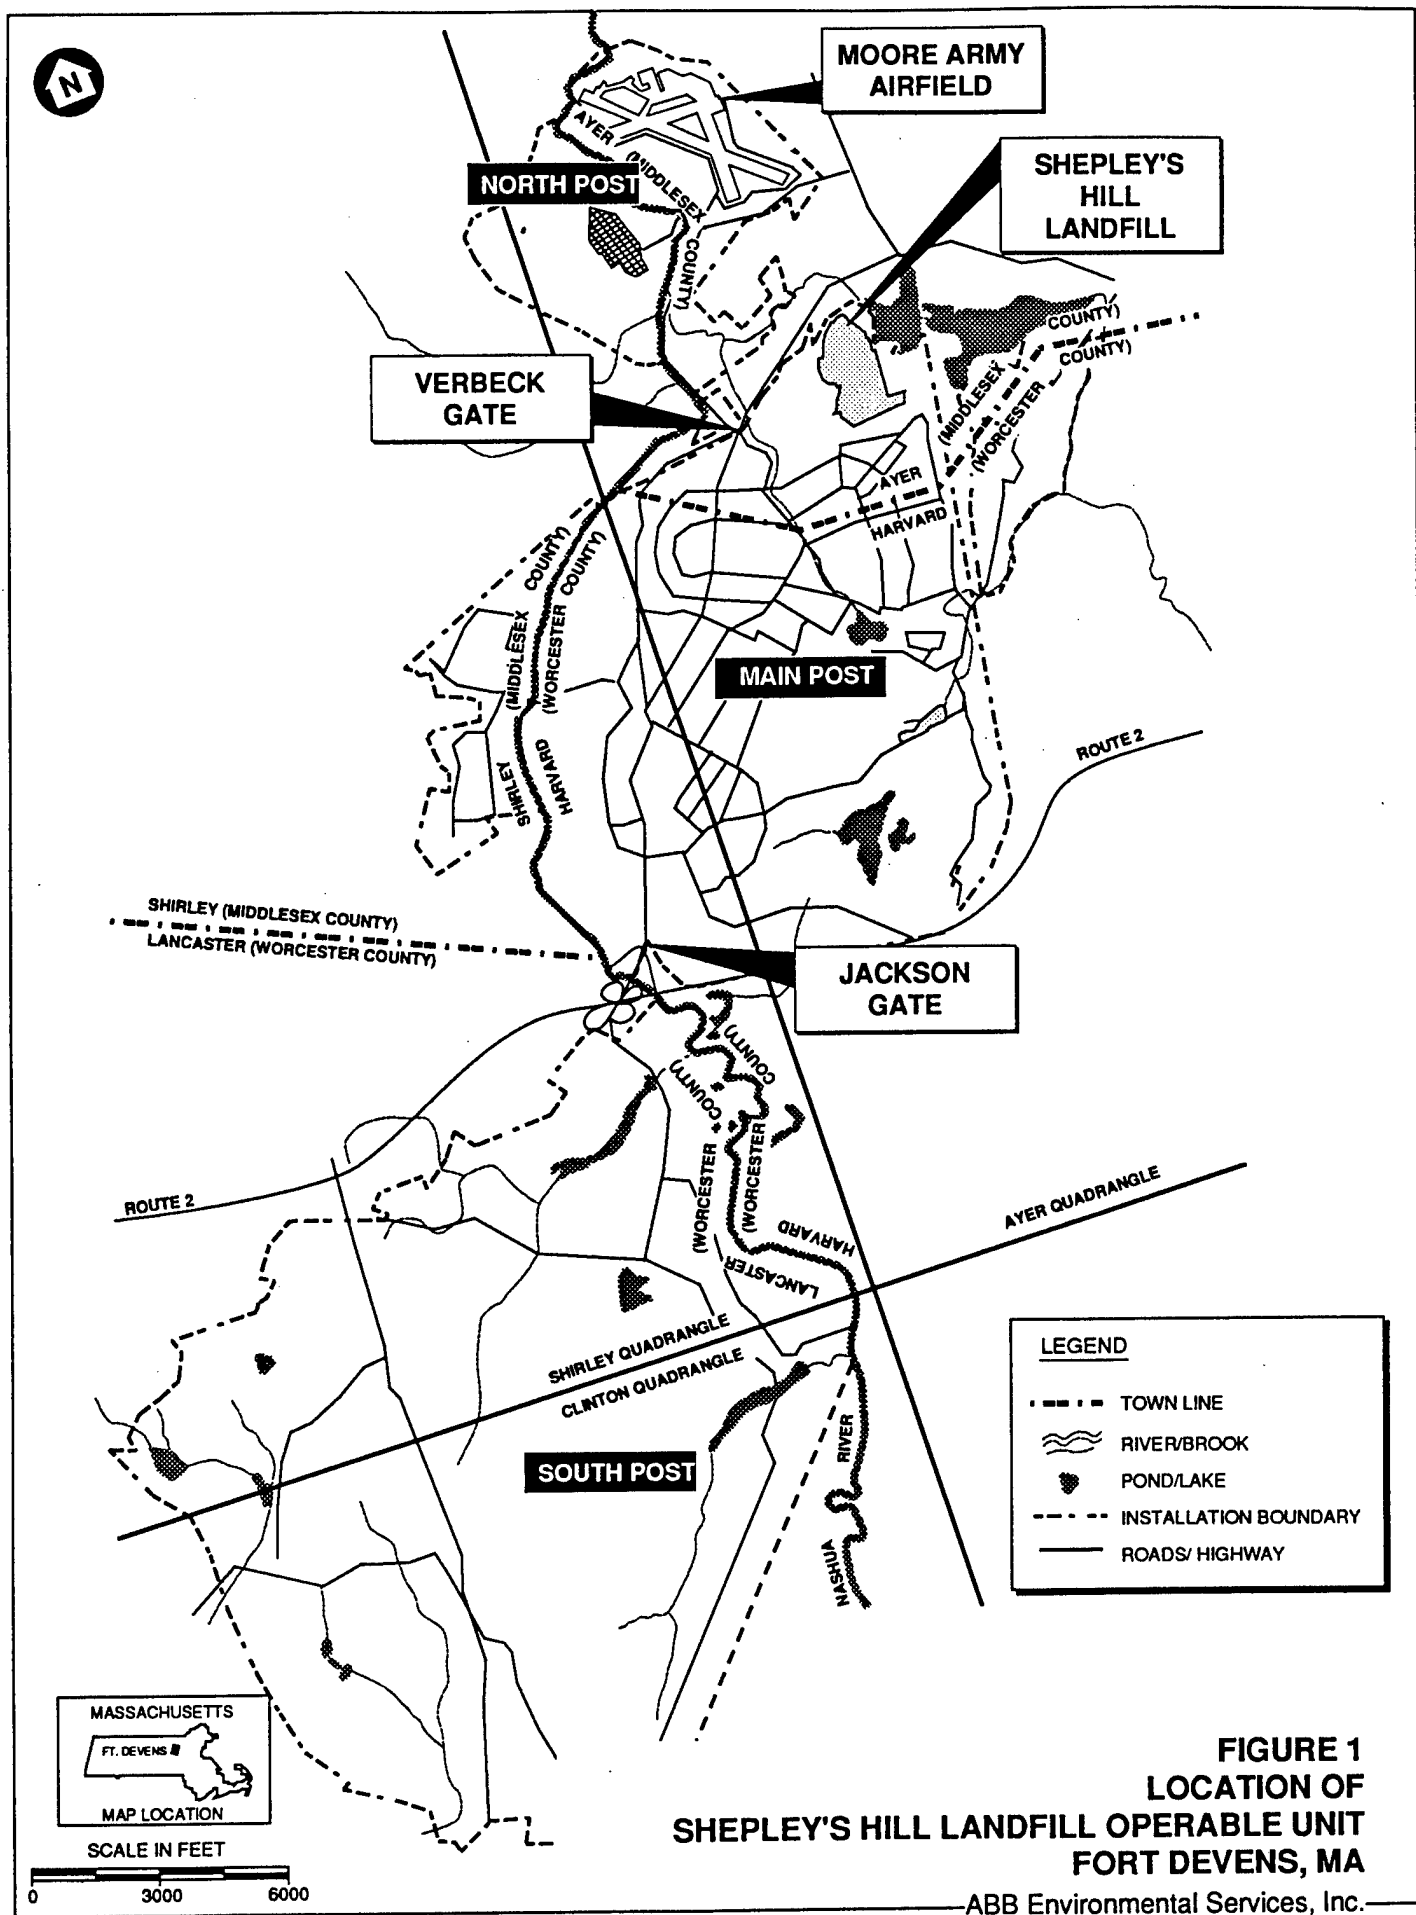 N
MOORE ARMY
AIRFIELD
SHEPLEY'S
HILL
LANDFILL
AYER (MIDDLESEX COUNTY)
NORTH POST
VERBECK
GATE
COUNTY)
COUNTY)
(MIDDLESEX
(WORCESTER
AYER
HARVARD
COUNTY)
COUNTY)
(MIDDLESEX
(WORCESTER
MAIN POST
SHIRLEY
HARVARD
ROUTE 2
SHIRLEY (MIDDLESEX COUNTY)
LANCASTER (WORCESTER COUNTY)
JACKSON
GATE
COUNTY)
COUNTY)
(WORCESTER
(WORCESTER
HARVARD
LANCASTER
ROUTE 2
AYER QUADRANGLE
SHIRLEY QUADRANGLE
CLINTON QUADRANGLE
SOUTH POST
NASHUA RIVER
LEGEND
TOWN LINE
RIVER/BROOK
POND/LAKE
INSTALLATION BOUNDARY
ROADS/ HIGHWAY
MASSACHUSETTS
FT. DEVENS
MAP LOCATION
SCALE IN FEET
0 3000 6000
FIGURE 1
LOCATION OF
SHEPLEY'S HILL LANDFILL OPERABLE UNIT
FORT DEVENS, MA
ABB Environmental Services, Inc.